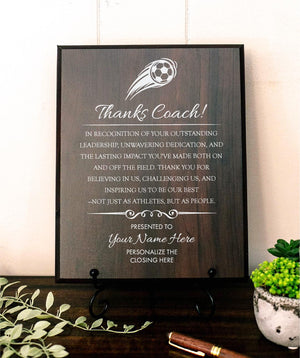 Thanks Coach!
IN RECOGNITION OF YOUR OUTSTANDING
LEADERSHIP, UNWAVERING DEDICATION, AND
THE LASTING IMPACT YOU'VE MADE BOTH ON
AND OFF THE FIELD. THANK YOU FOR
BELIEVING IN US, CHALLENGING US, AND
INSPIRING US TO BE OUR BEST
–NOT JUST AS ATHLETES, BUT AS PEOPLE.
PRESENTED TO
Your Name Here
PERSONALIZE THE
CLOSING HERE